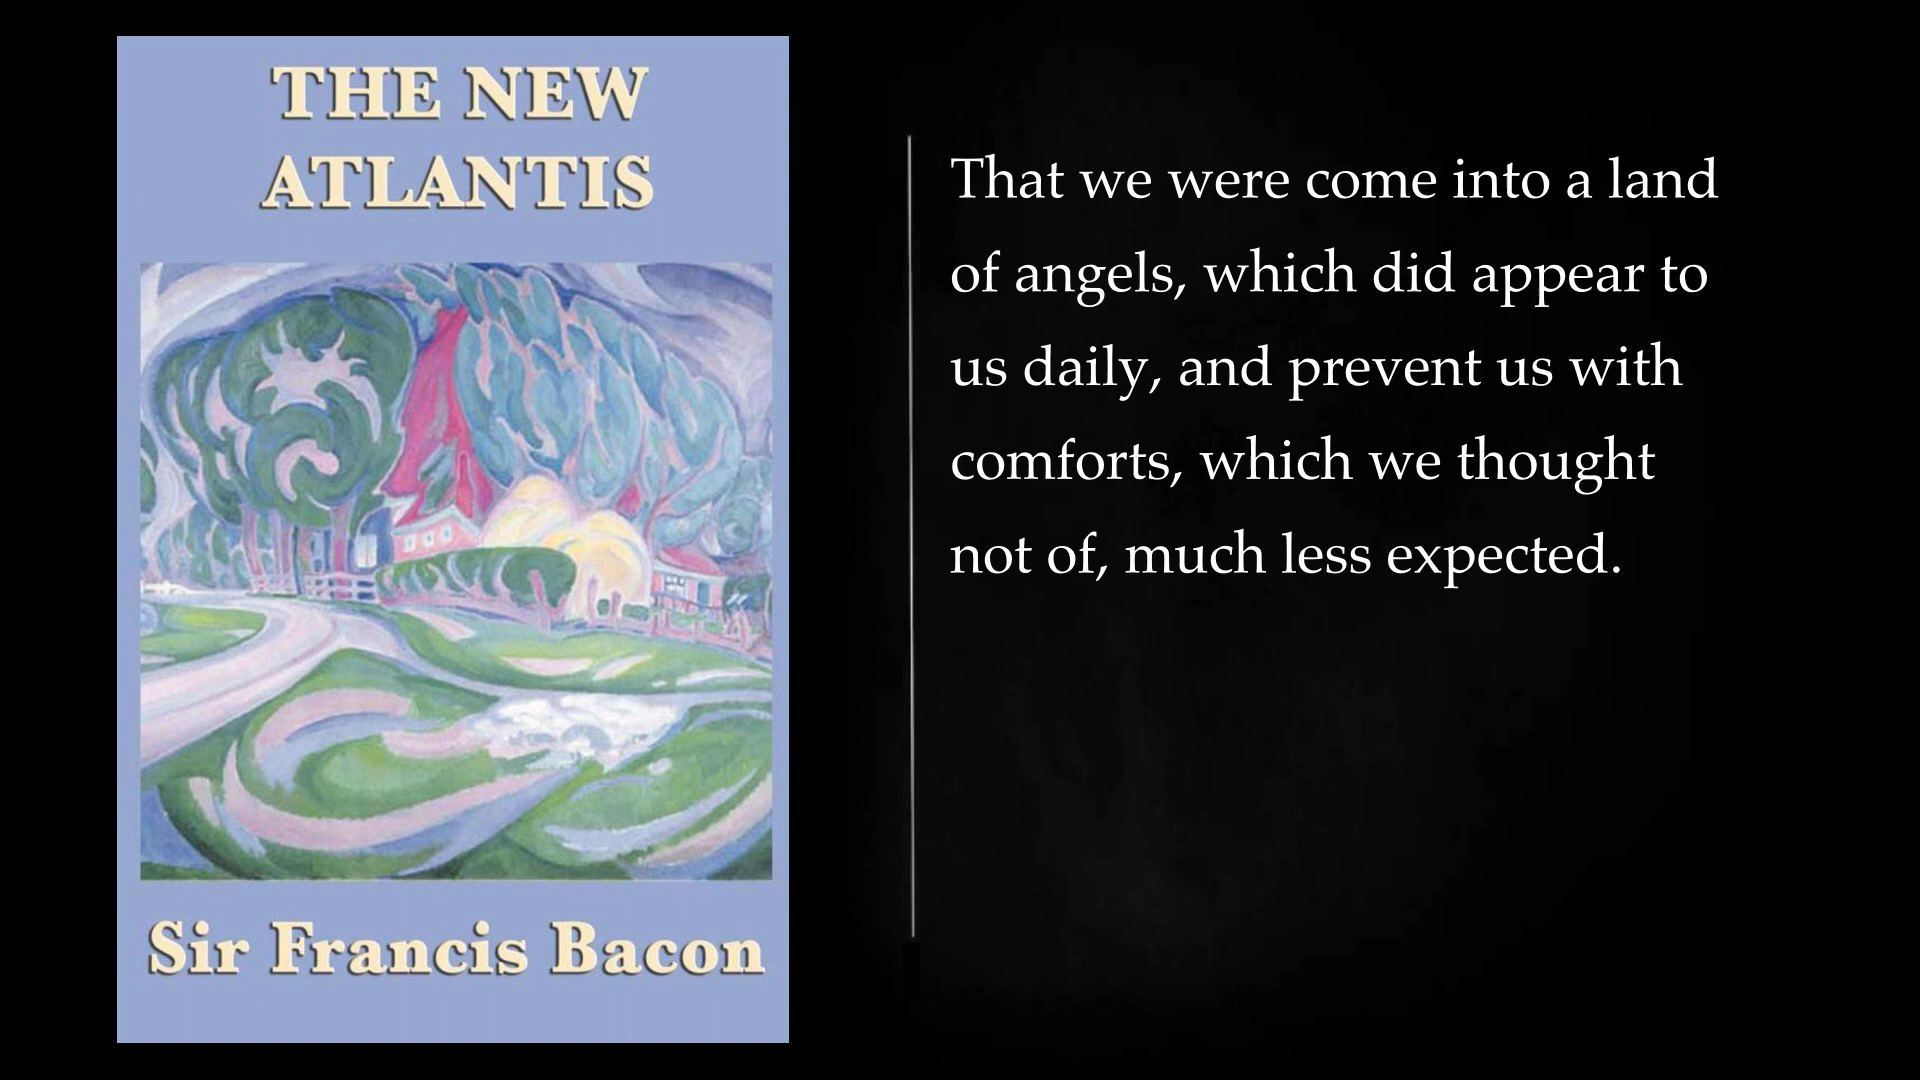 THE NEW
ATLANTIS
Sir Francis Bacon
That we were come into a land
of angels, which did appear to
us daily, and prevent us with
comforts, which we thought
not of, much less expected.